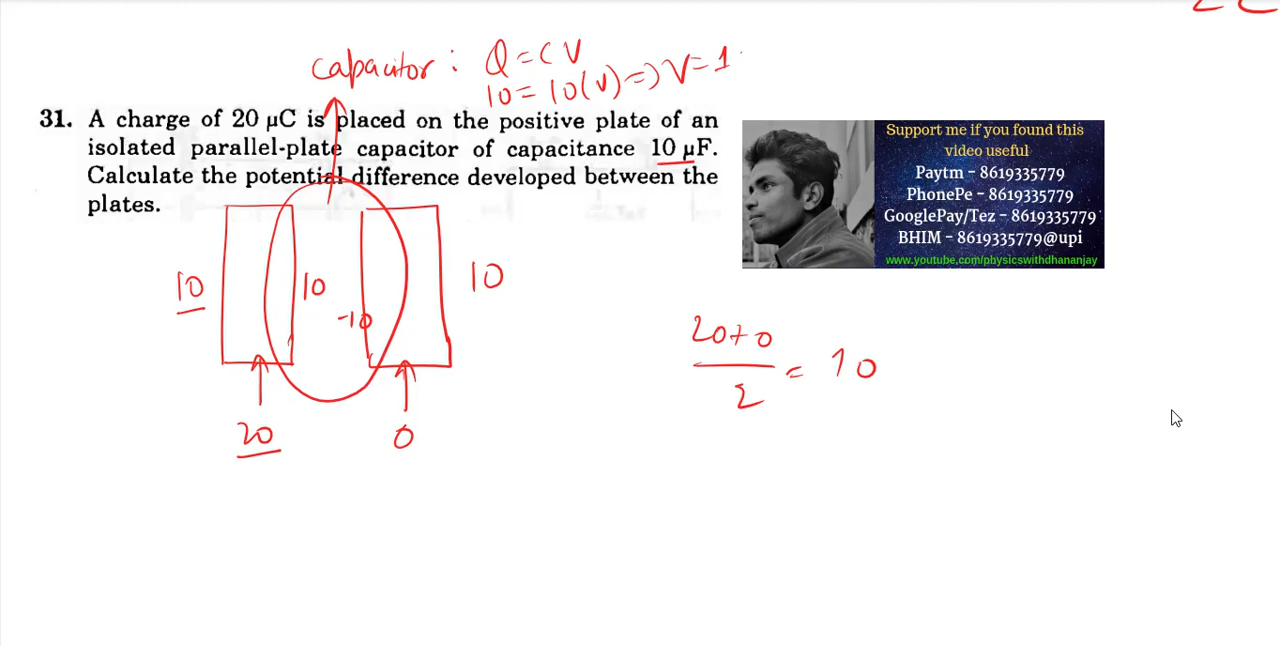 2C
capacitor : Q = CV
10 = 10(V) => V = 1
31. A charge of 20 μC is placed on the positive plate of an
isolated parallel-plate capacitor of capacitance 10 μF.
Calculate the potential difference developed between the
plates.
Support me if you found this
video useful
Paytm - 8619335779
PhonePe - 8619335779
GooglePay/Tez - 8619335779
BHIM - 8619335779@upi
www.youtube.com/physicswithdhananjay
10 10 -10 10
20 0
20+0
2
= 10